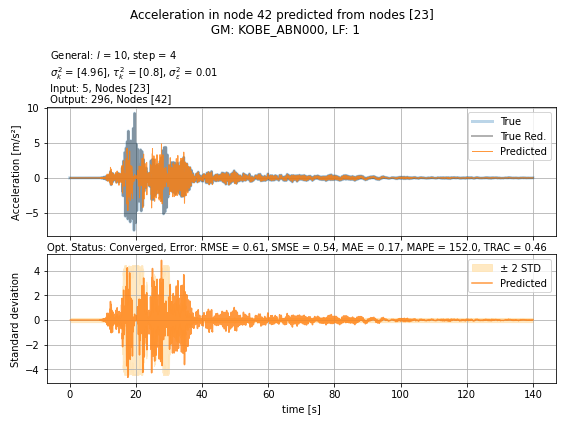 Acceleration in node 42 predicted from nodes [23]
GM: KOBE_ABN000, LF: 1
General: l = 10, step = 4
σ²ₖ = [4.96], τ²ₖ = [0.8], σ²ε = 0.01
Input: 5, Nodes [23]
Output: 296, Nodes [42]
10
5
0
−5
Acceleration [m/s²]
True
True Red.
Predicted
Opt. Status: Converged, Error: RMSE = 0.61, SMSE = 0.54, MAE = 0.17, MAPE = 152.0, TRAC = 0.46
4
2
0
−2
−4
Standard deviation
± 2 STD
Predicted
0 20 40 60 80 100 120 140
time [s]